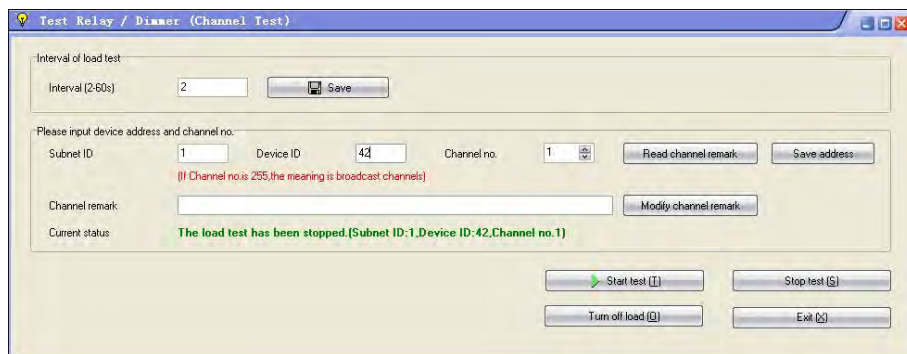 Test Relay / Dimmer (Channel Test)
Interval of load test
Interval (2-60s) 2 Save
Please input device address and channel no.
Subnet ID 1 Device ID 42 Channel no. 1 Read channel remark Save address
(If Channel no.is 255,the meaning is broadcast channels)
Channel remark Modify channel remark
Current status The load test has been stopped.(Subnet ID:1,Device ID:42,Channel no.1)
Start test (T) Stop test (S)
Turn off load (O) Exit (X)